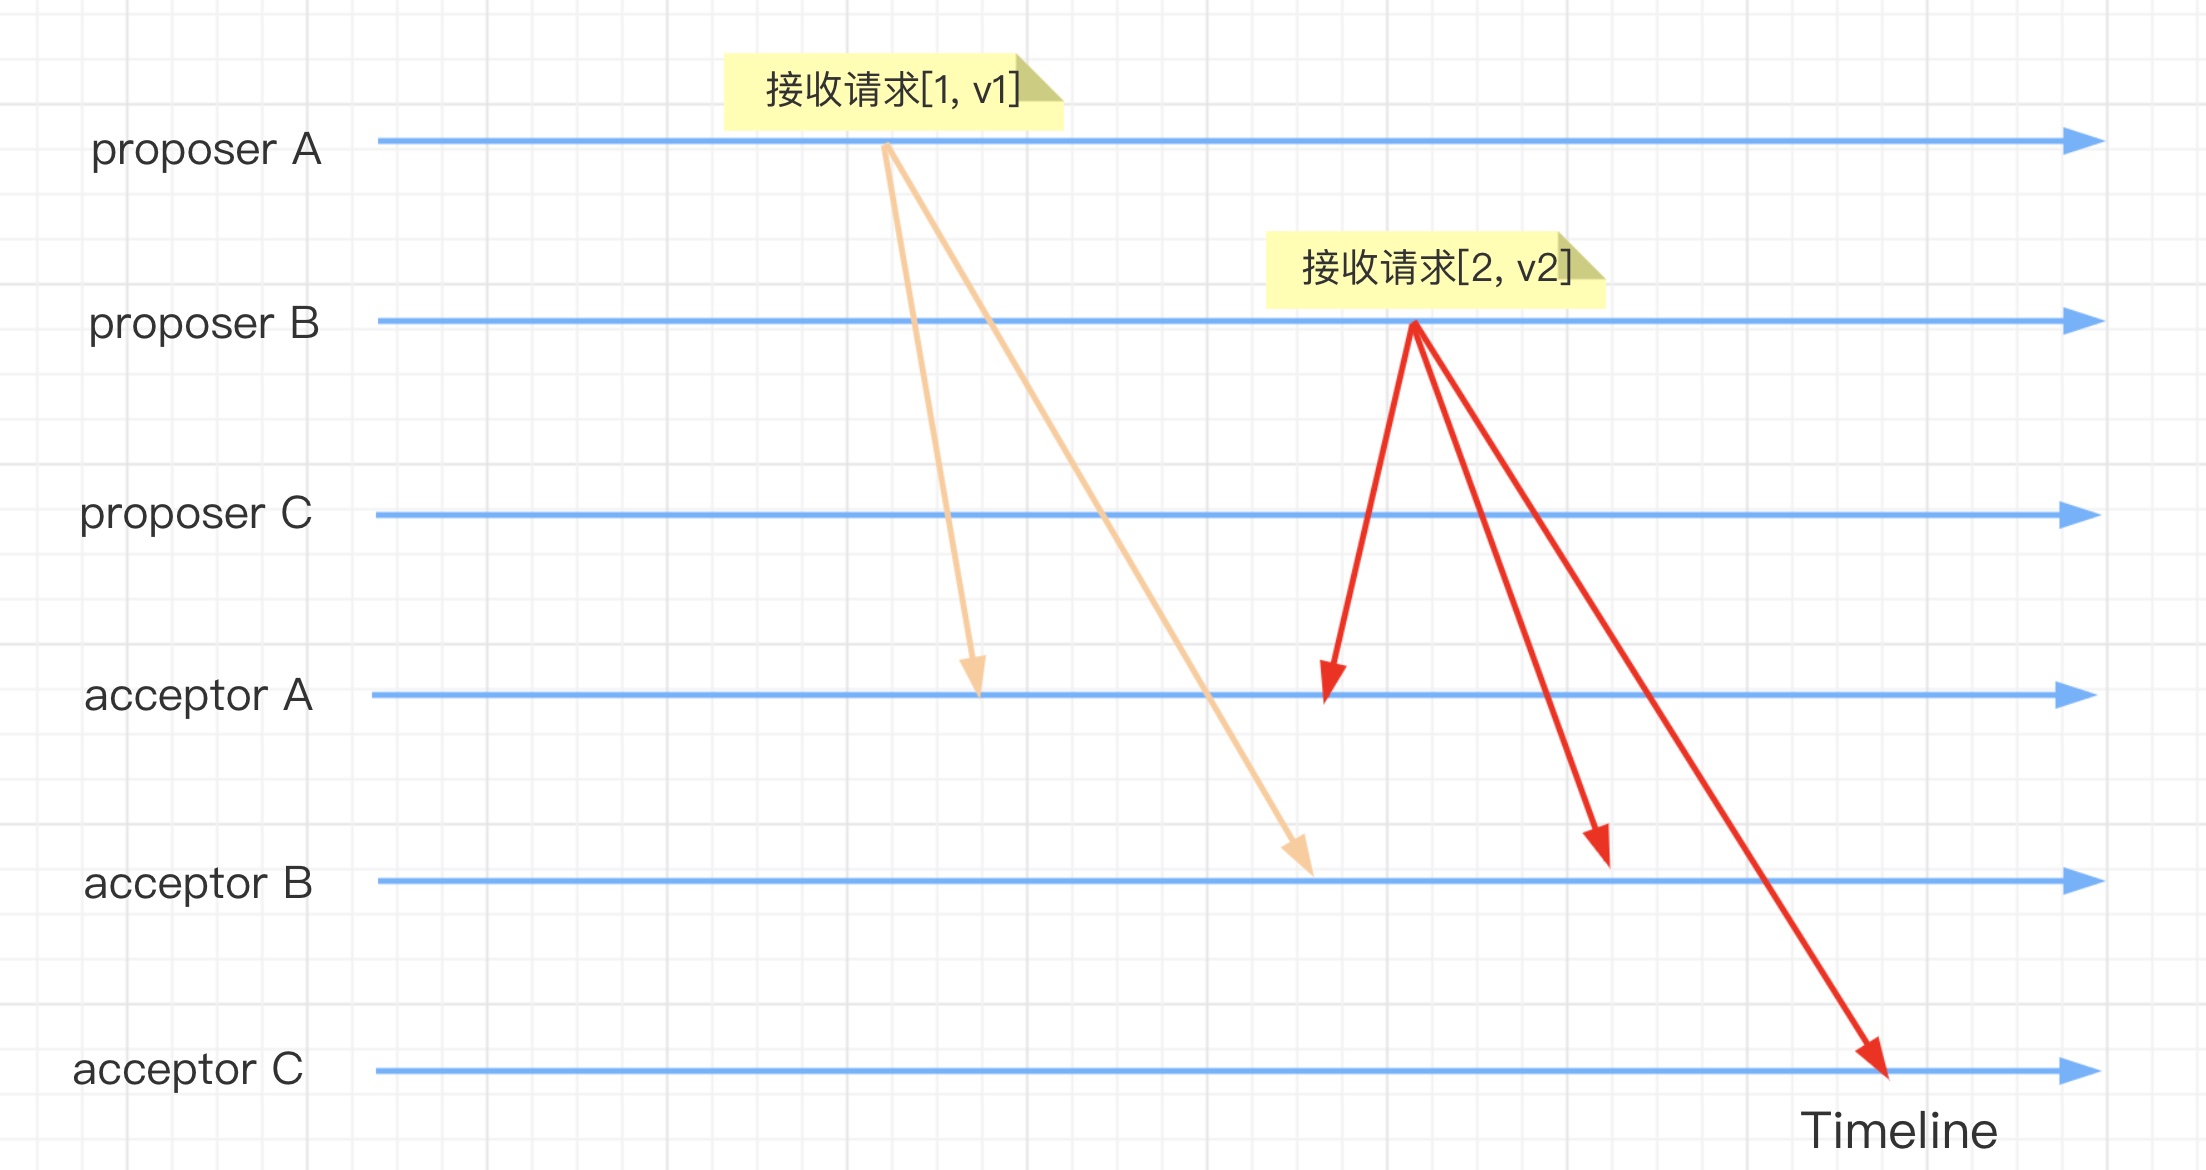 接收请求[1, v1]
proposer A
接收请求[2, v2]
proposer B
proposer C
acceptor A
acceptor B
acceptor C
Timeline